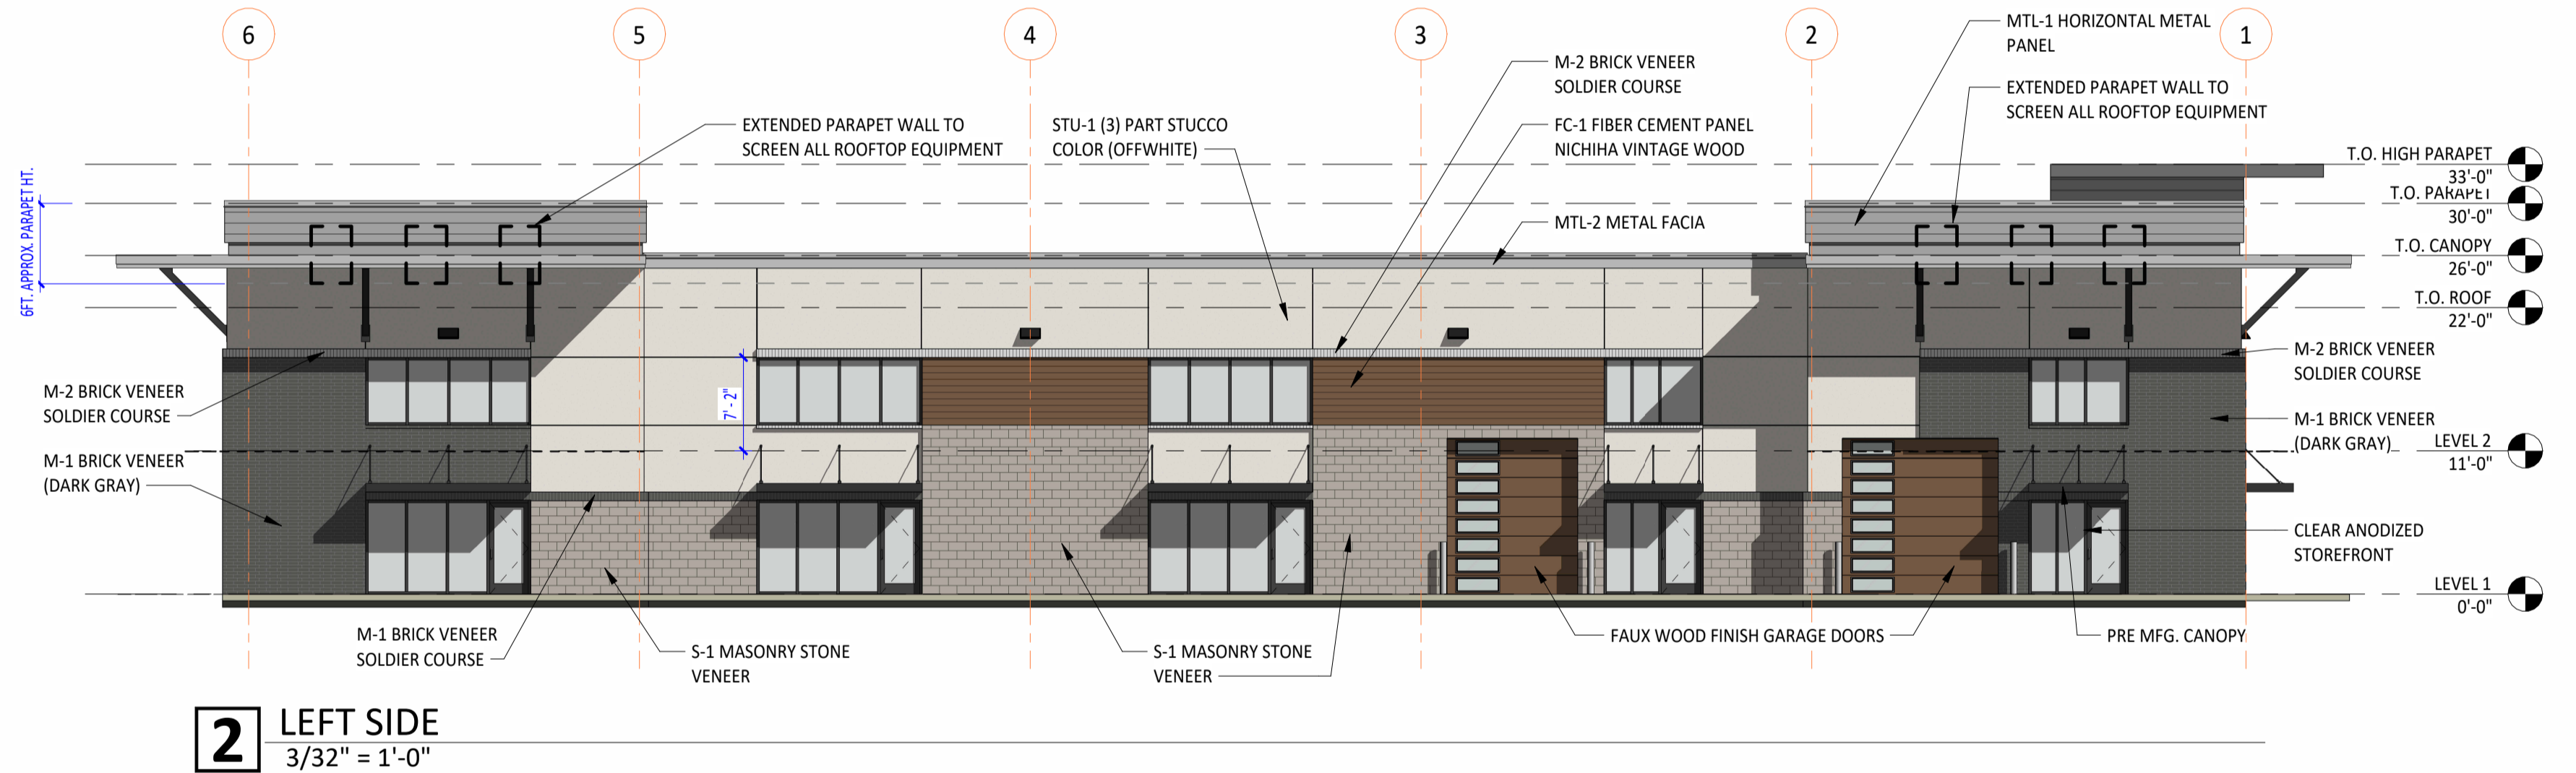 6
5
4
3
2
1
MTL-1 HORIZONTAL METAL
PANEL
M-2 BRICK VENEER
SOLDIER COURSE
EXTENDED PARAPET WALL TO
SCREEN ALL ROOFTOP EQUIPMENT
EXTENDED PARAPET WALL TO
SCREEN ALL ROOFTOP EQUIPMENT
STU-1 (3) PART STUCCO
COLOR (OFFWHITE)
FC-1 FIBER CEMENT PANEL
NICHIHA VINTAGE WOOD
MTL-2 METAL FACIA
T.O. HIGH PARAPET
33'-0"
T.O. PARAPET
30'-0"
T.O. CANOPY
26'-0"
T.O. ROOF
22'-0"
6FT. APPROX. PARAPET HT.
M-2 BRICK VENEER
SOLDIER COURSE
M-1 BRICK VENEER
(DARK GRAY)
7' - 2"
M-2 BRICK VENEER
SOLDIER COURSE
M-1 BRICK VENEER
(DARK GRAY)
LEVEL 2
11'-0"
CLEAR ANODIZED
STOREFRONT
LEVEL 1
0'-0"
M-1 BRICK VENEER
SOLDIER COURSE
S-1 MASONRY STONE
VENEER
S-1 MASONRY STONE
VENEER
FAUX WOOD FINISH GARAGE DOORS
PRE MFG. CANOPY
2
LEFT SIDE
3/32" = 1'-0"